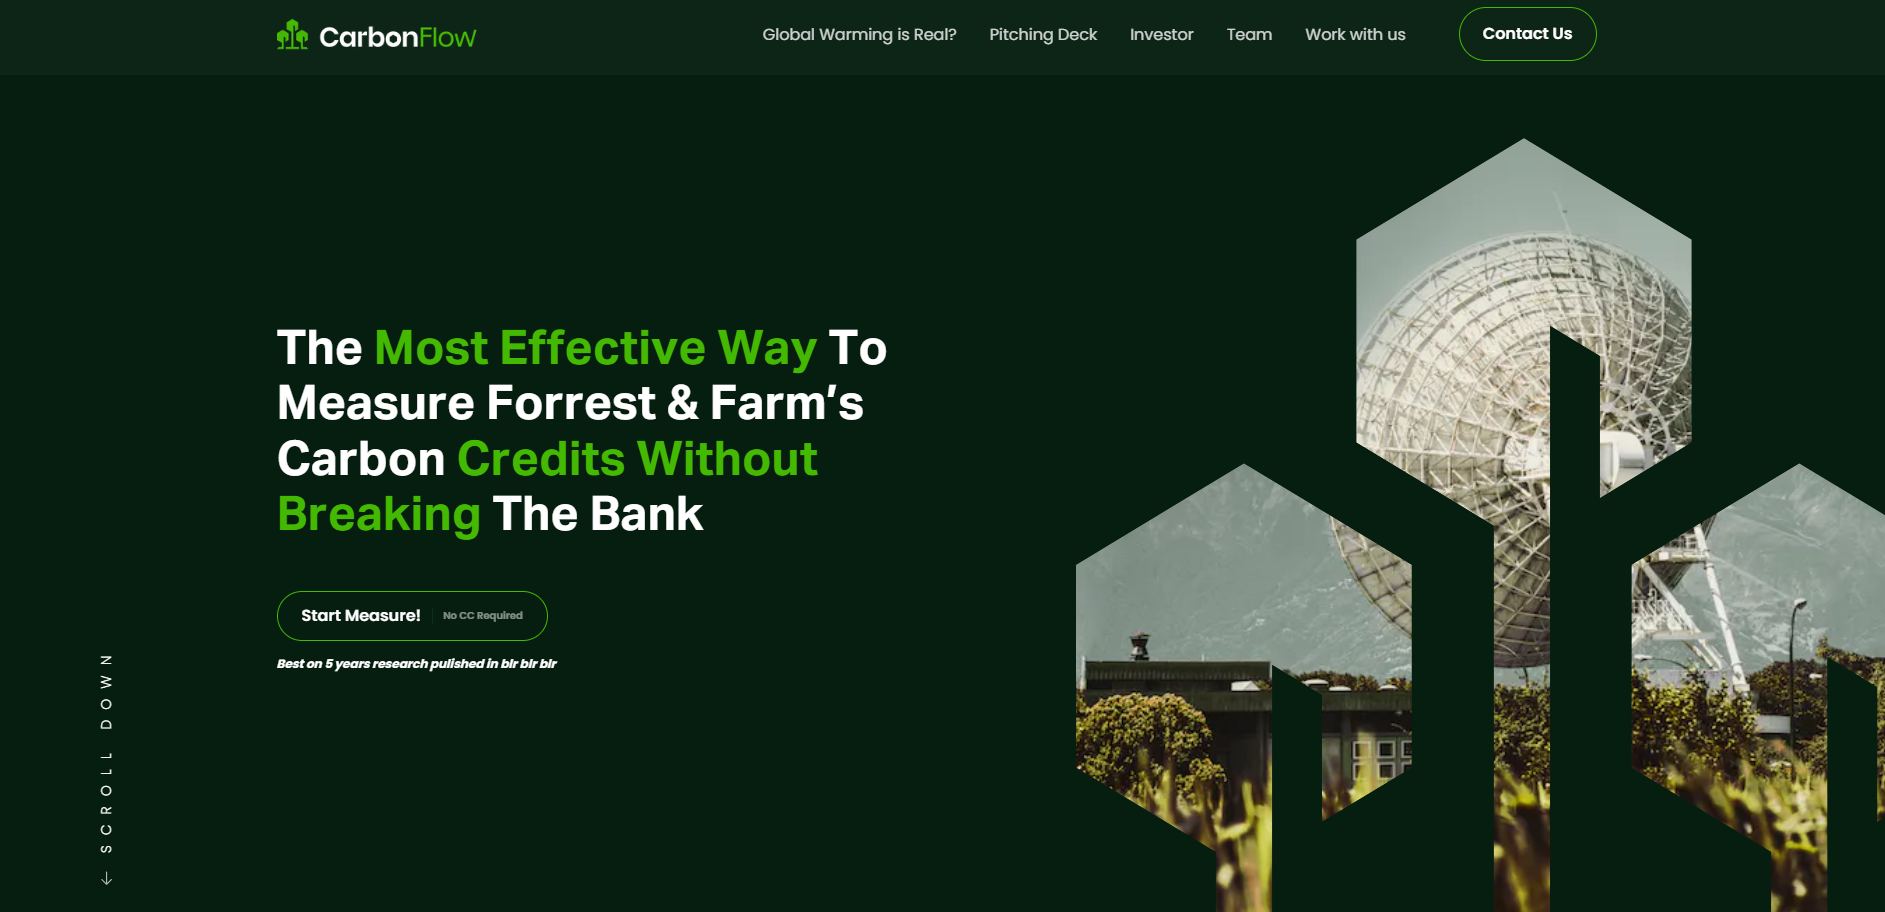 CarbonFlow
Global Warming is Real?
Pitching Deck
Investor
Team
Work with us
Contact Us
The Most Effective Way To
Measure Forrest & Farm's
Carbon Credits Without
Breaking The Bank
Start Measure!
No CC Required
Best on 5 years research pulished in blr blr blr
SCROLL DOWN